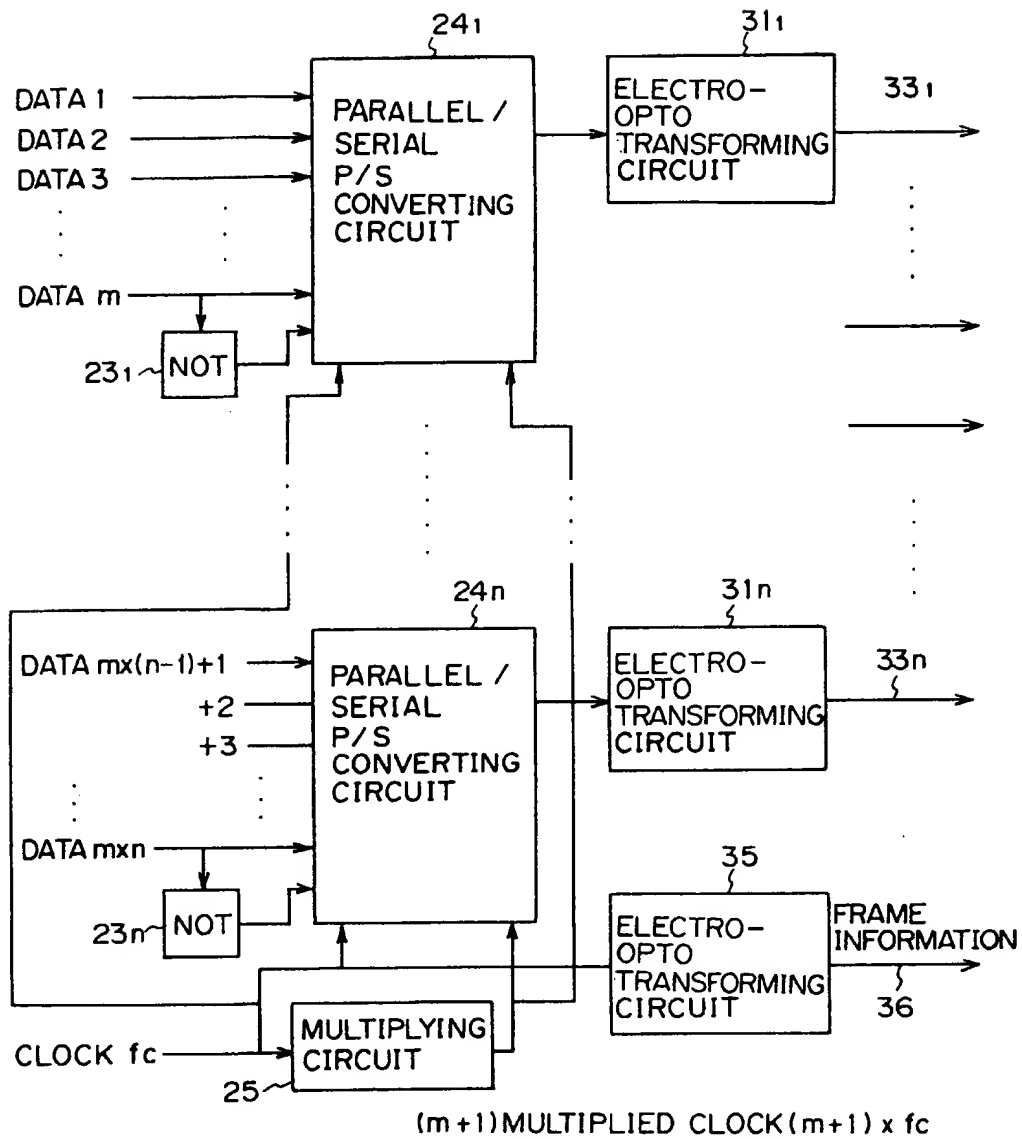 24₁
31₁
33₁
DATA 1
DATA 2
DATA 3
DATA m
PARALLEL /
SERIAL
P/S
CONVERTING
CIRCUIT
ELECTRO-
OPTO
TRANSFORMING
CIRCUIT
23₁
NOT
24n
31n
33n
DATA mx(n-1)+1
+2
+3
DATA mxn
PARALLEL /
SERIAL
P/S
CONVERTING
CIRCUIT
ELECTRO-
OPTO
TRANSFORMING
CIRCUIT
23n
NOT
35
ELECTRO-
OPTO
TRANSFORMING
CIRCUIT
FRAME
INFORMATION
36
CLOCK fc
MULTIPLYING
CIRCUIT
25
(m+1)MULTIPLIED CLOCK(m+1) x fc